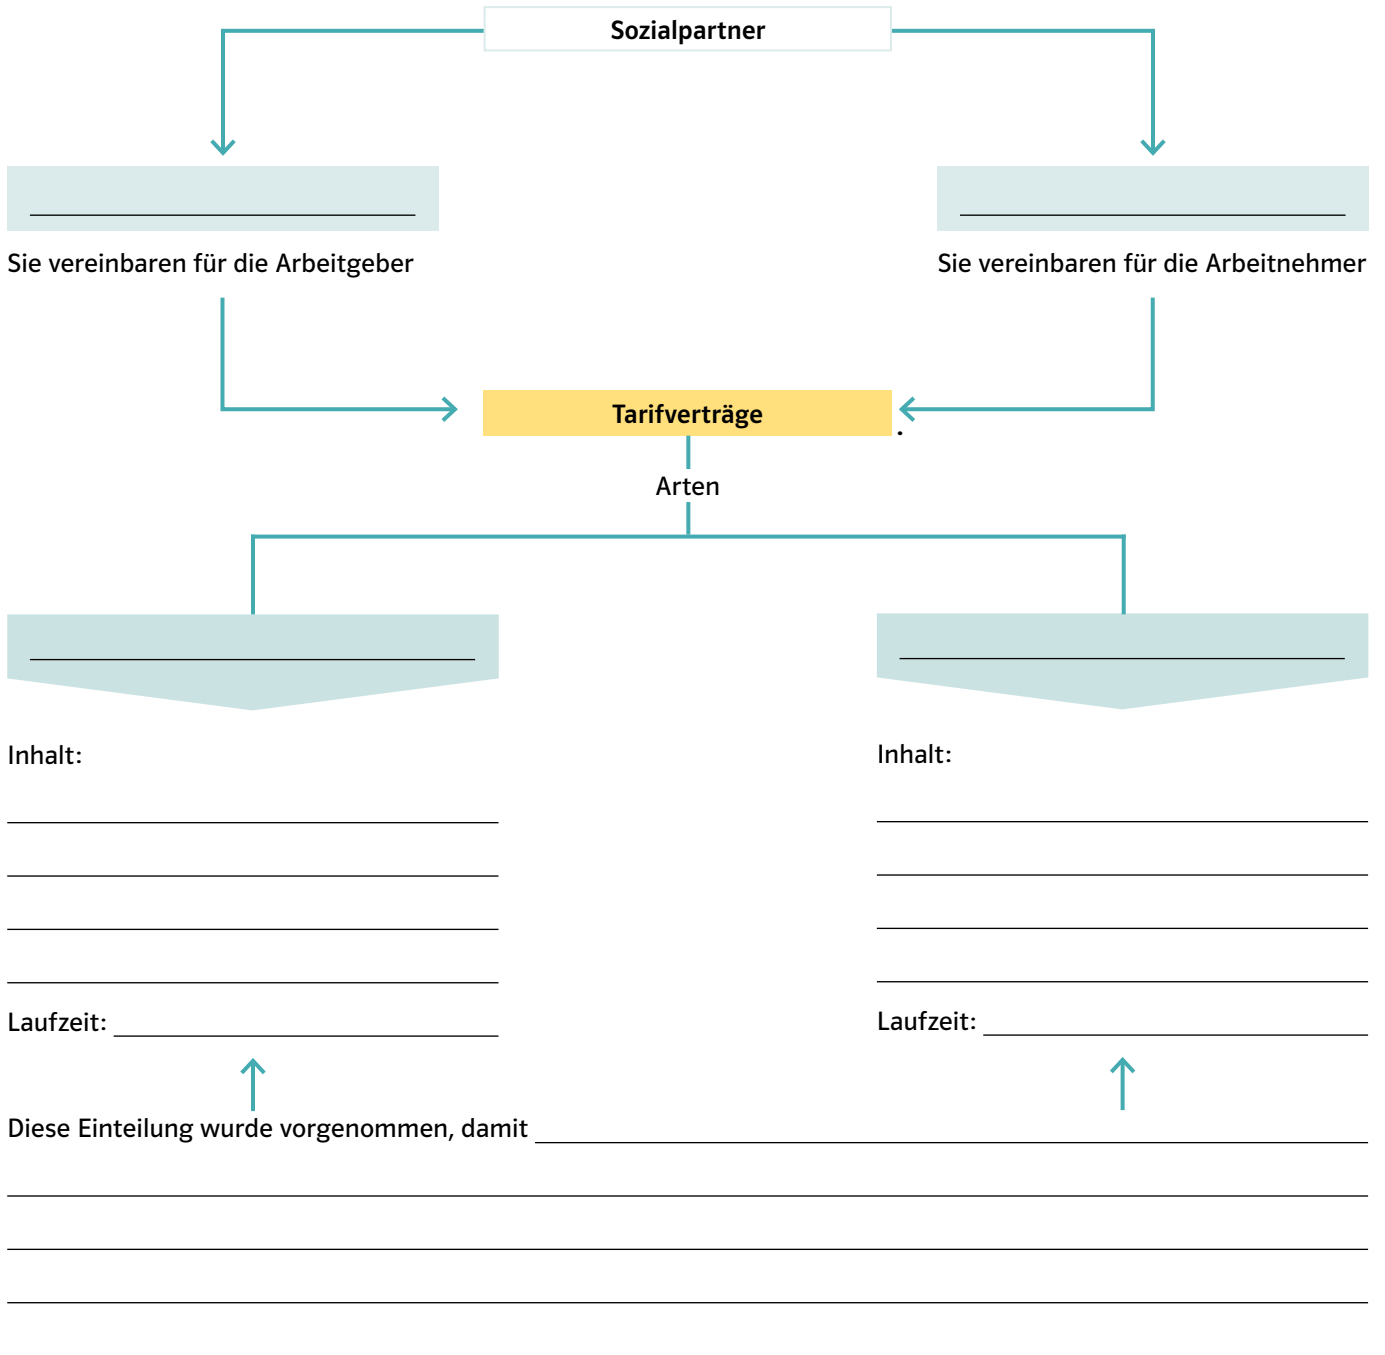 Sozialpartner
Sie vereinbaren für die Arbeitgeber
Sie vereinbaren für die Arbeitnehmer
Tarifverträge
.
Arten
Inhalt:
Inhalt:
Laufzeit:
Laufzeit:
Diese Einteilung wurde vorgenommen, damit